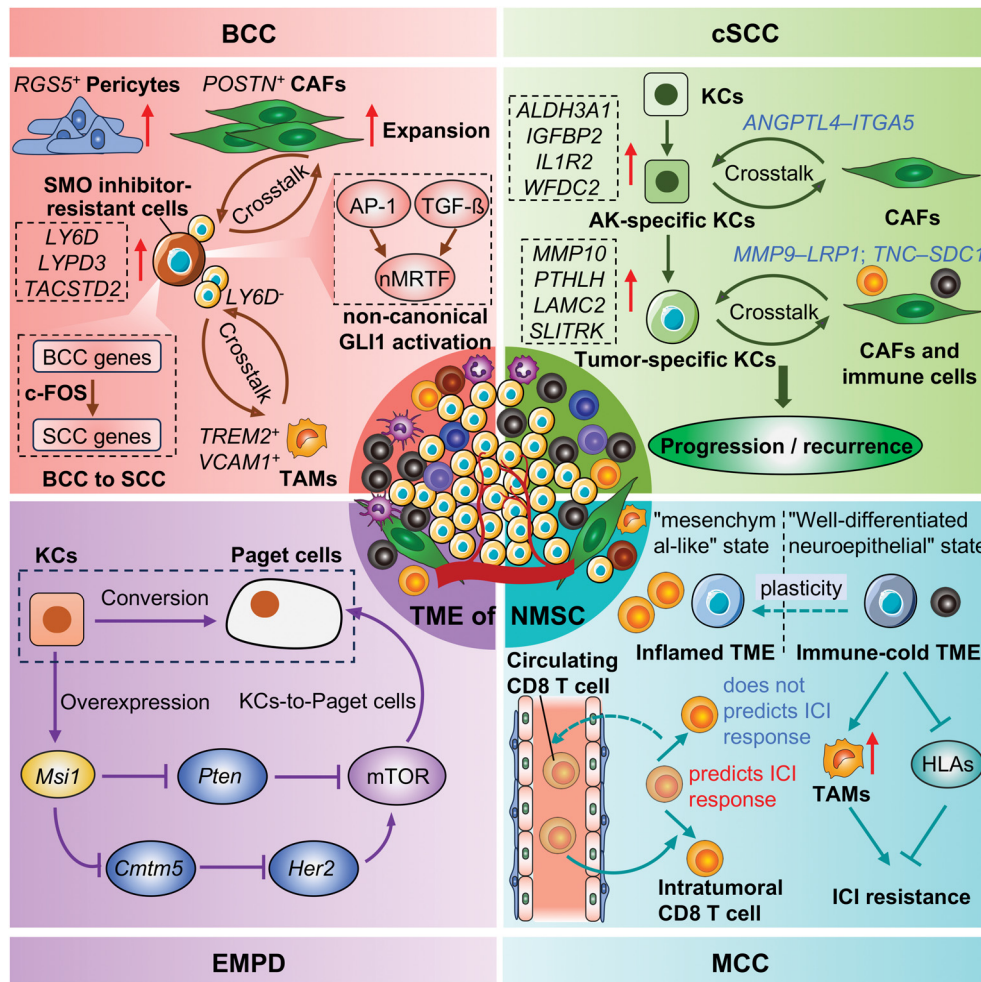 BCC
cSCC
RGS5+ Pericytes
POSTN+ CAFs
Expansion
SMO inhibitor-
resistant cells
Crosstalk
LY6D
LYPD3
TACSTD2
AP-1
TGF-ß
nMRTF
non-canonical
GLI1 activation
LY6D-
BCC genes
c-FOS
SCC genes
BCC to SCC
Crosstalk
TREM2+
VCAM1+
TAMs
ALDH3A1
IGFBP2
IL1R2
WFDC2
KCs
AK-specific KCs
ANGPTL4–ITGA5
Crosstalk
CAFs
MMP10
PTHLH
LAMC2
SLITRK
Tumor-specific KCs
MMP9–LRP1; TNC–SDC1
Crosstalk
CAFs and
immune cells
Progression / recurrence
TME of NMSC
KCs
Paget cells
Conversion
Overexpression
KCs-to-Paget cells
Msi1
Pten
mTOR
Cmtm5
Her2
"mesenchym
al-like" state
"Well-differentiated
neuroepithelial" state
plasticity
Inflamed TME
Immune-cold TME
Circulating
CD8 T cell
does not
predicts ICI
response
predicts ICI
response
Intratumoral
CD8 T cell
TAMs
HLAs
ICI resistance
EMPD
MCC